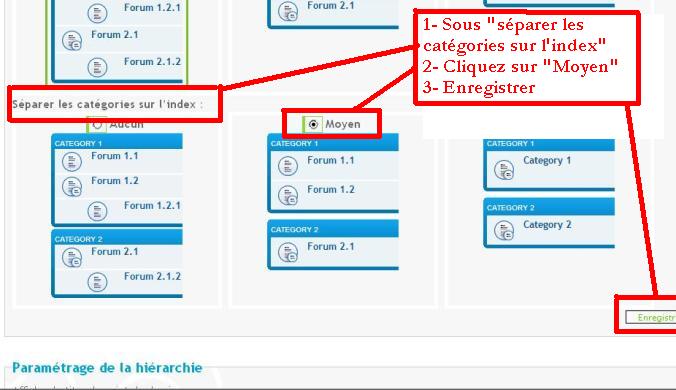 Forum 1.2.1
Forum 2.1
Forum 2.1.2
Forum 2.1
1- Sous "séparer les
catégories sur l'index"
2- Cliquez sur "Moyen"
3- Enregistrer
Séparer les catégories sur l'index :
Aucun
CATEGORY 1
Forum 1.1
Forum 1.2
Forum 1.2.1
CATEGORY 2
Forum 2.1
Forum 2.1.2
Moyen
CATEGORY 1
Forum 1.1
Forum 1.2
CATEGORY 2
Forum 2.1
CATEGORY 1
Category 1
CATEGORY 2
Category 2
Enregistr
Paramétrage de la hiérarchie